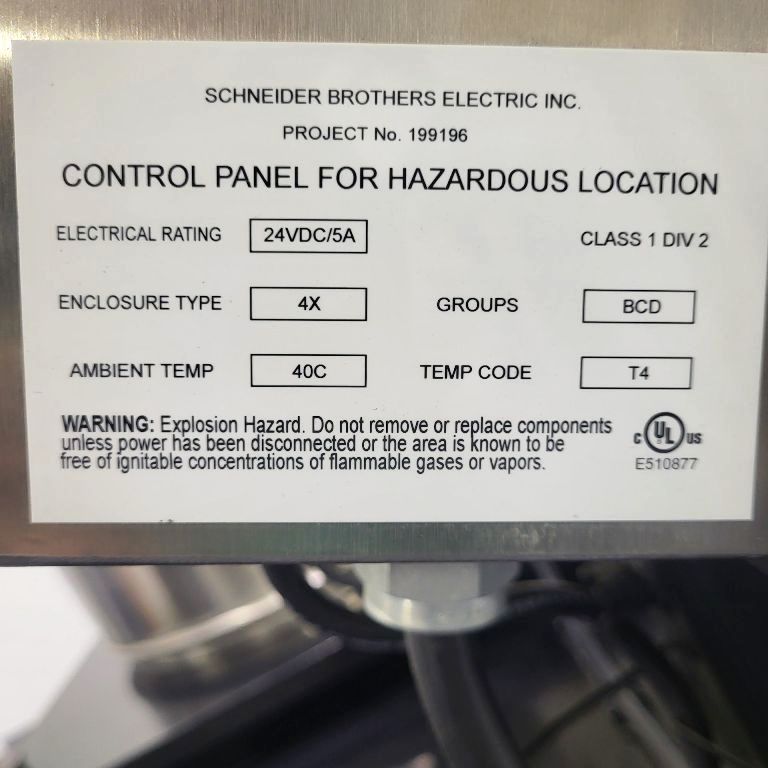 SCHNEIDER BROTHERS ELECTRIC INC.
PROJECT No. 199196
CONTROL PANEL FOR HAZARDOUS LOCATION
ELECTRICAL RATING 24VDC/5A CLASS 1 DIV 2
ENCLOSURE TYPE 4X GROUPS BCD
AMBIENT TEMP 40C TEMP CODE T4
WARNING: Explosion Hazard. Do not remove or replace components
unless power has been disconnected or the area is known to be
free of ignitable concentrations of flammable gases or vapors.
c UL us
E510877